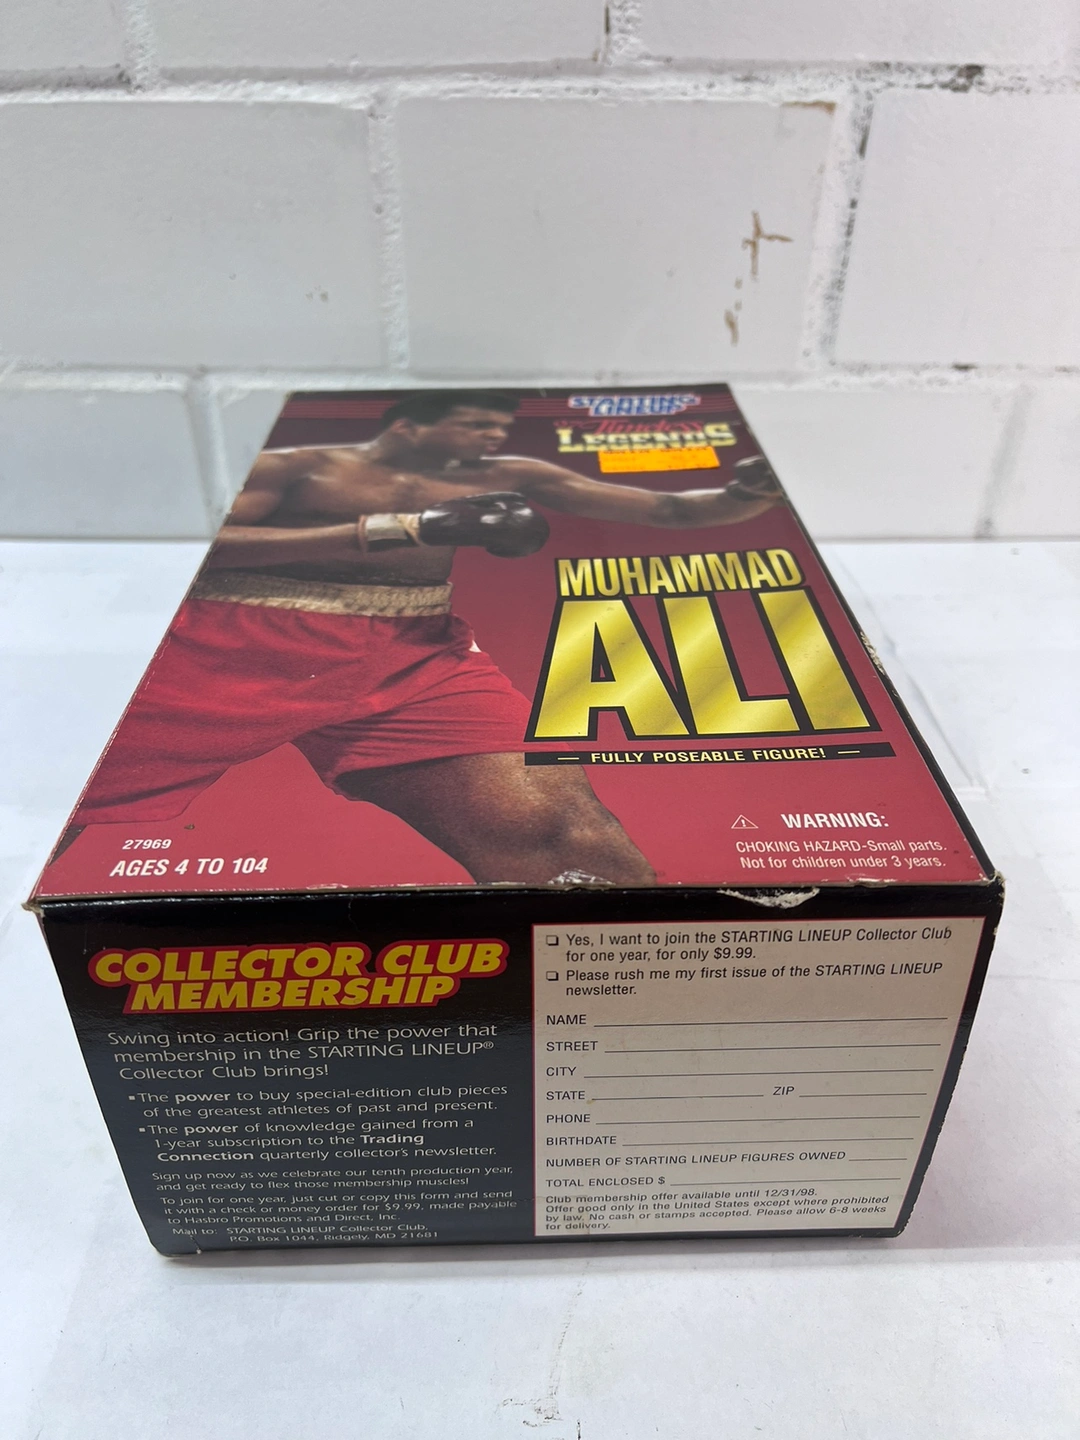 STARTING
LINEUP
Timeless
LEGENDS
MUHAMMAD
ALI
— FULLY POSEABLE FIGURE! —
27969
AGES 4 TO 104
WARNING:
CHOKING HAZARD-Small parts.
Not for children under 3 years.
COLLECTOR CLUB
MEMBERSHIP
Swing into action! Grip the power that
membership in the STARTING LINEUP®
Collector Club brings!
▪The power to buy special-edition club pieces
of the greatest athletes of past and present.
▪The power of knowledge gained from a
1-year subscription to the Trading
Connection quarterly collector's newsletter.
Sign up now as we celebrate our tenth production year,
and get ready to flex those membership muscles!
To join for one year, just cut or copy this form and send
it with a check or money order for $9.99, made payable
to Hasbro Promotions and Direct, Inc.
Mail to: STARTING LINEUP Collector Club,
P.O. Box 1044, Ridgely, MD 21681
❏ Yes, I want to join the STARTING LINEUP Collector Club
for one year, for only $9.99.
❏ Please rush me my first issue of the STARTING LINEUP
newsletter.
NAME
STREET
CITY
STATE ZIP
PHONE
BIRTHDATE
NUMBER OF STARTING LINEUP FIGURES OWNED
TOTAL ENCLOSED $
Club membership offer available until 12/31/98.
Offer good only in the United States except where prohibited
by law. No cash or stamps accepted. Please allow 6-8 weeks
for delivery.